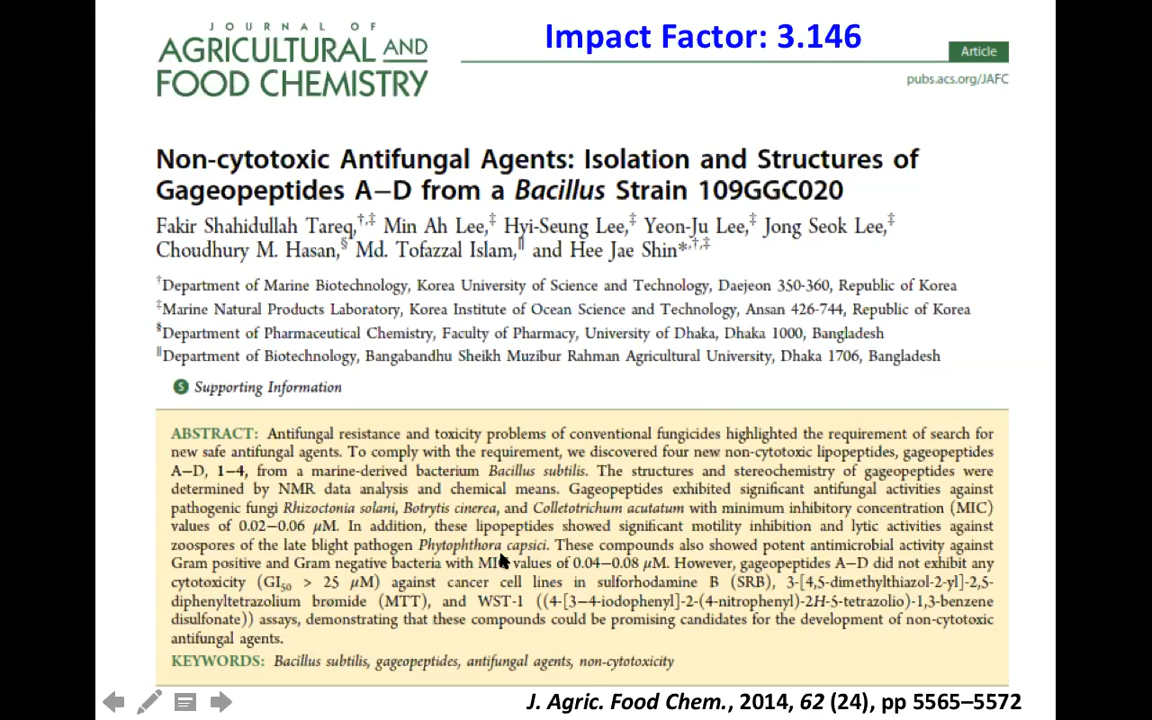 JOURNAL OF
AGRICULTURAL AND
FOOD CHEMISTRY
Impact Factor: 3.146
Article
pubs.acs.org/JAFC
Non-cytotoxic Antifungal Agents: Isolation and Structures of
Gageopeptides A−D from a Bacillus Strain 109GGC020
Fakir Shahidullah Tareq,†,‡ Min Ah Lee,‡ Hyi-Seung Lee,‡ Yeon-Ju Lee,‡ Jong Seok Lee,‡
Choudhury M. Hasan,§ Md. Tofazzal Islam,∥ and Hee Jae Shin*,†,‡
†Department of Marine Biotechnology, Korea University of Science and Technology, Daejeon 350-360, Republic of Korea
‡Marine Natural Products Laboratory, Korea Institute of Ocean Science and Technology, Ansan 426-744, Republic of Korea
§Department of Pharmaceutical Chemistry, Faculty of Pharmacy, University of Dhaka, Dhaka 1000, Bangladesh
∥Department of Biotechnology, Bangabandhu Sheikh Muzibur Rahman Agricultural University, Dhaka 1706, Bangladesh
S Supporting Information
ABSTRACT: Antifungal resistance and toxicity problems of conventional fungicides highlighted the requirement of search for
new safe antifungal agents. To comply with the requirement, we discovered four new non-cytotoxic lipopeptides, gageopeptides
A−D, 1−4, from a marine-derived bacterium Bacillus subtilis. The structures and stereochemistry of gageopeptides were
determined by NMR data analysis and chemical means. Gageopeptides exhibited significant antifungal activities against
pathogenic fungi Rhizoctonia solani, Botrytis cinerea, and Colletotrichum acutatum with minimum inhibitory concentration (MIC)
values of 0.02−0.06 μM. In addition, these lipopeptides showed significant motility inhibition and lytic activities against
zoospores of the late blight pathogen Phytophthora capsici. These compounds also showed potent antimicrobial activity against
Gram positive and Gram negative bacteria with MIC values of 0.04−0.08 μM. However, gageopeptides A−D did not exhibit any
cytotoxicity (GI50 > 25 μM) against cancer cell lines in sulforhodamine B (SRB), 3-[4,5-dimethylthiazol-2-yl]-2,5-
diphenyltetrazolium bromide (MTT), and WST-1 ((4-[3−4-iodophenyl]-2-(4-nitrophenyl)-2H-5-tetrazolio)-1,3-benzene
disulfonate)) assays, demonstrating that these compounds could be promising candidates for the development of non-cytotoxic
antifungal agents.
KEYWORDS: Bacillus subtilis, gageopeptides, antifungal agents, non-cytotoxicity
J. Agric. Food Chem., 2014, 62 (24), pp 5565–5572